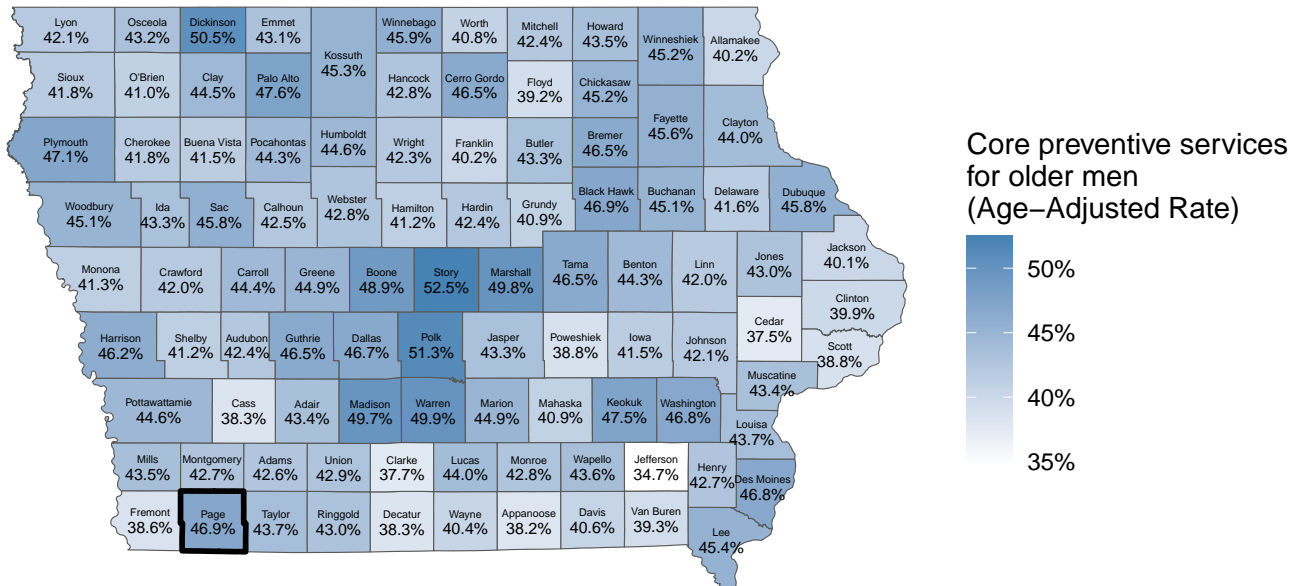 Lyon Osceola Dickinson Emmet Winnebago Worth Mitchell Howard
42.1% 43.2% 50.5% 43.1% 45.9% 40.8% 42.4% 43.5%
Kossuth Winneshiek Allamakee
45.3% 45.2% 40.2%
Sioux O'Brien Clay Palo Alto Hancock Cerro Gordo Floyd Chickasaw
41.8% 41.0% 44.5% 47.6% 42.8% 46.5% 39.2% 45.2%
Fayette Clayton
45.6% 44.0%
Plymouth Cherokee Buena Vista Pocahontas Humboldt Wright Franklin Butler Bremer
47.1% 41.8% 41.5% 44.3% 44.6% 42.3% 40.2% 43.3% 46.5%
Woodbury Ida Sac Calhoun Webster Hamilton Hardin Grundy Black Hawk Buchanan Delaware Dubuque
45.1% 43.3% 45.8% 42.5% 42.8% 41.2% 42.4% 40.9% 46.9% 45.1% 41.6% 45.8%
Monona Crawford Carroll Greene Boone Story Marshall Tama Benton Linn Jones Jackson
41.3% 42.0% 44.4% 44.9% 48.9% 52.5% 49.8% 46.5% 44.3% 42.0% 43.0% 40.1%
Clinton
39.9%
Harrison Shelby Audubon Guthrie Dallas Polk Jasper Poweshiek Iowa Johnson Cedar Scott
46.2% 41.2% 42.4% 46.5% 46.7% 51.3% 43.3% 38.8% 41.5% 42.1% 37.5% 38.8%
Muscatine
43.4%
Pottawattamie Cass Adair Madison Warren Marion Mahaska Keokuk Washington Louisa
44.6% 38.3% 43.4% 49.7% 49.9% 44.9% 40.9% 47.5% 46.8% 43.7%
Mills Montgomery Adams Union Clarke Lucas Monroe Wapello Jefferson Henry Des Moines
43.5% 42.7% 42.6% 42.9% 37.7% 44.0% 42.8% 43.6% 34.7% 42.7% 46.8%
Fremont Page Taylor Ringgold Decatur Wayne Appanoose Davis Van Buren Lee
38.6% 46.9% 43.7% 43.0% 38.3% 40.4% 38.2% 40.6% 39.3% 45.4%
Core preventive services
for older men
(Age−Adjusted Rate)
50%
45%
40%
35%